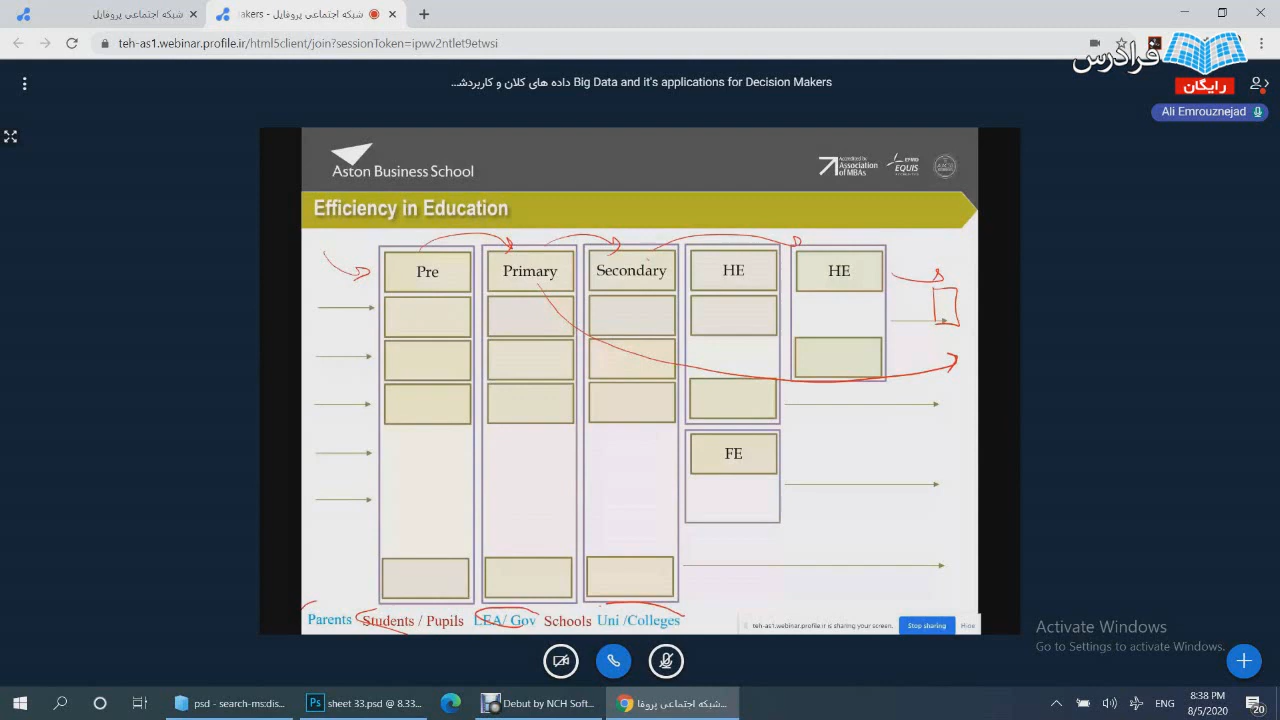 شبکه اجتماعی پروفایل
akers - شبکه اجتماعی پروفایل
teh-as1.webinar.profile.ir/html5client/join?sessionToken=ipwv2ntlet9etwsi
فرادرس
رایگان
...داده های کلان و کاربردش Big Data and it's applications for Decision Makers
Ali Emrouznejad
Aston Business School
Accredited by
Association
of MBAs
EFMD
EQUIS
ACCREDITED
Efficiency in Education
Pre
Primary
Secondary
HE
HE
FE
Parents Students / Pupils LEA/ Gov Schools Uni /Colleges
teh-as1.webinar.profile.ir is sharing your screen.
Stop sharing
Hide
Activate Windows
Go to Settings to activate Windows.
psd - search-ms:dis...
sheet 33.psd @ 8.33...
Debut by NCH Soft...
شبکه اجتماعی پروفا...
ENG
8:38 PM
8/5/2020
20